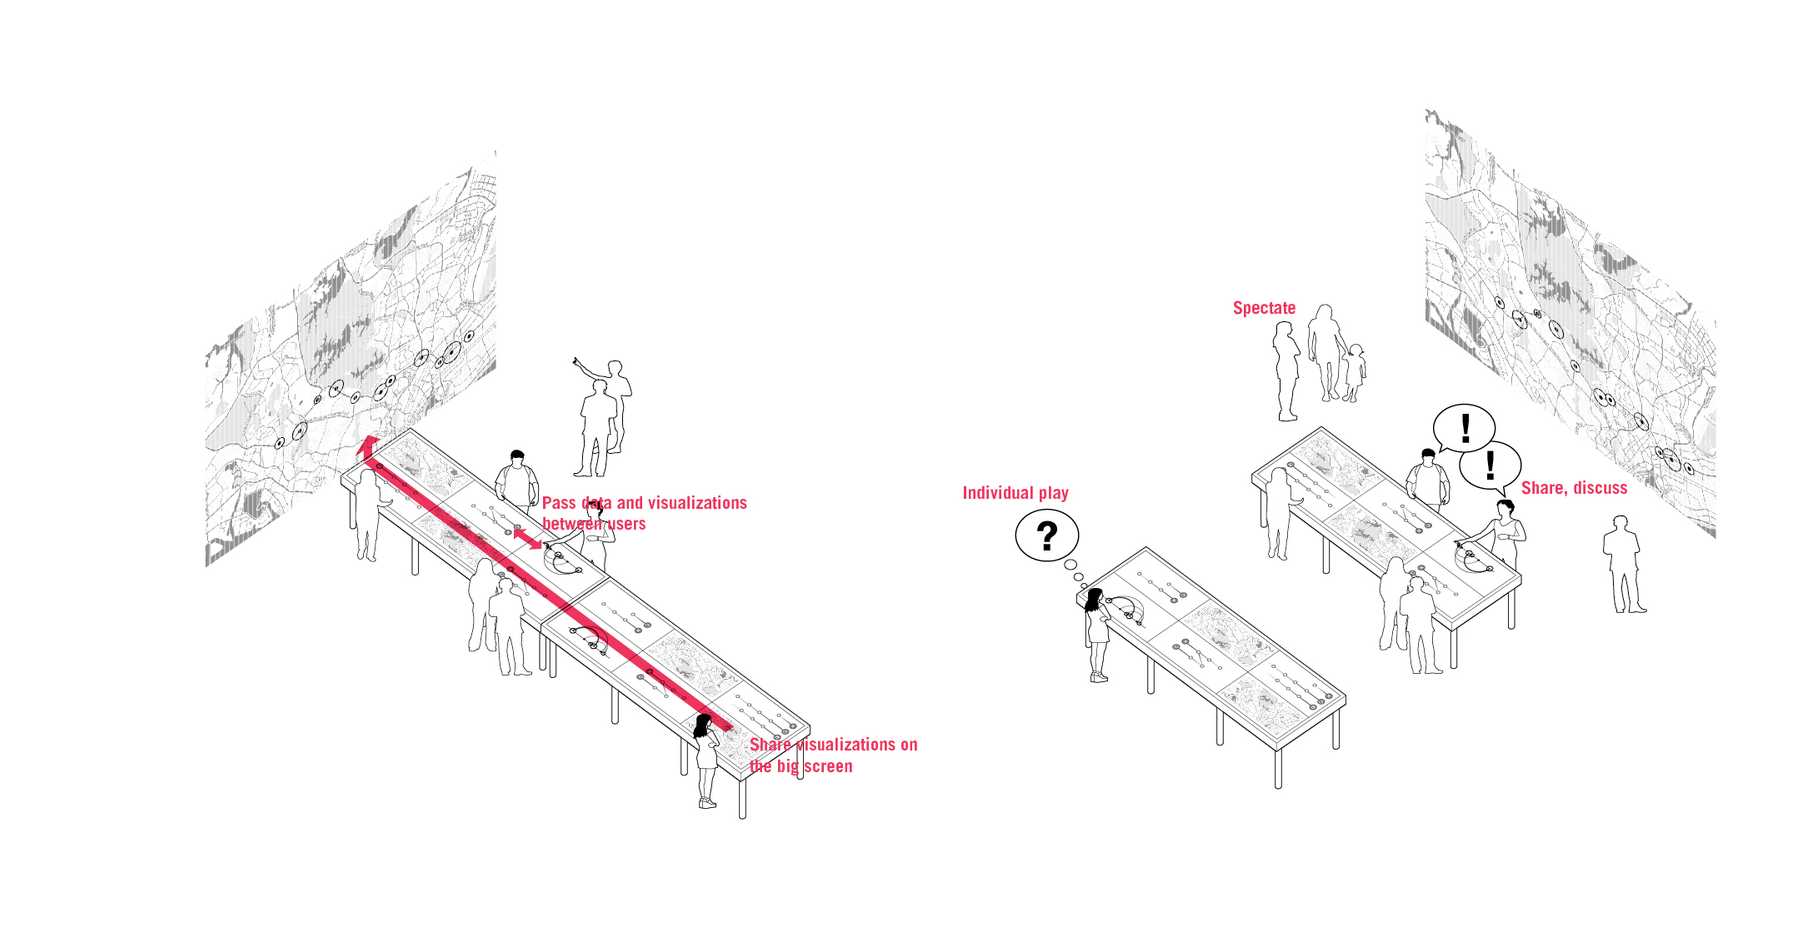 Pass data and visualizations
between users
Share visualizations on
the big screen
Spectate
!
!
Share, discuss
Individual play
?